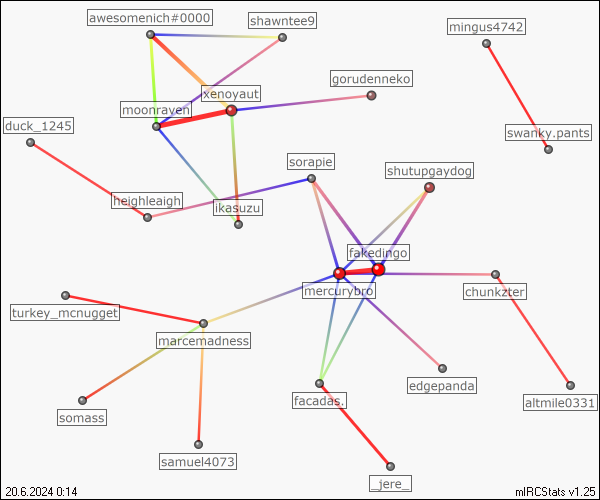 awesomenich#0000
shawntee9
mingus4742
gorudenneko
xenoyaut
moonraven
duck_1245
swanky.pants
sorapie
shutupgaydog
heighleaigh
ikasuzu
fakedingo
mercurybro
chunkzter
turkey_mcnugget
marcemadness
edgepanda
facadas.
altmile0331
somass
samuel4073
_jere_
20.6.2024 0:14
mIRCStats v1.25